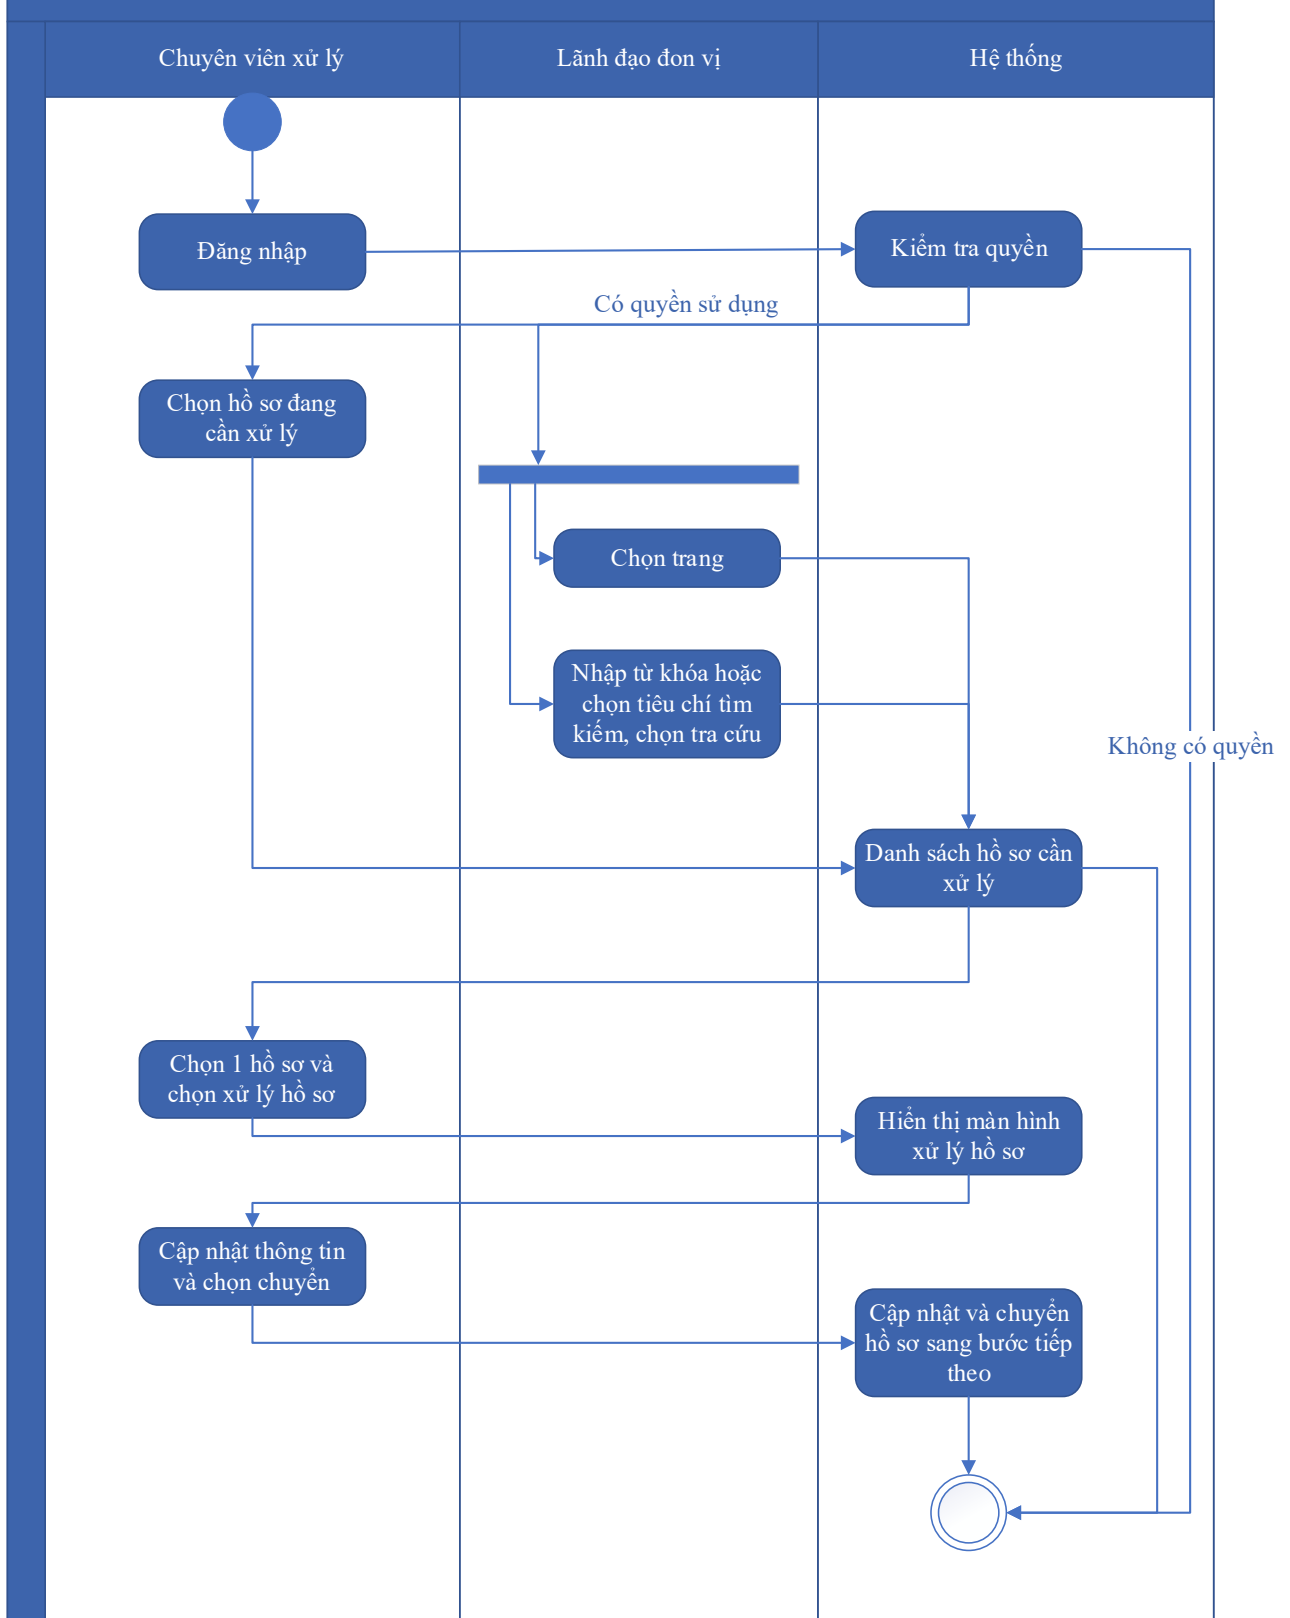 Chuyên viên xử lý
Lãnh đạo đon vị
Hệ thống
Đăng nhập
Kiểm tra quyền
Có quyền sử dụng
Chọn hồ sơ đang
cần xử lý
Chọn trang
Nhập từ khóa hoặc
chọn tiêu chí tìm
kiếm, chọn tra cứu
Không có quyền
Danh sách hồ sơ cần
xử lý
Chọn 1 hồ sơ và
chọn xử lý hồ sơ
Hiển thị màn hình
xử lý hồ sơ
Cập nhật thông tin
và chọn chuyển
Cập nhật và chuyển
hồ sơ sang bước tiếp
theo